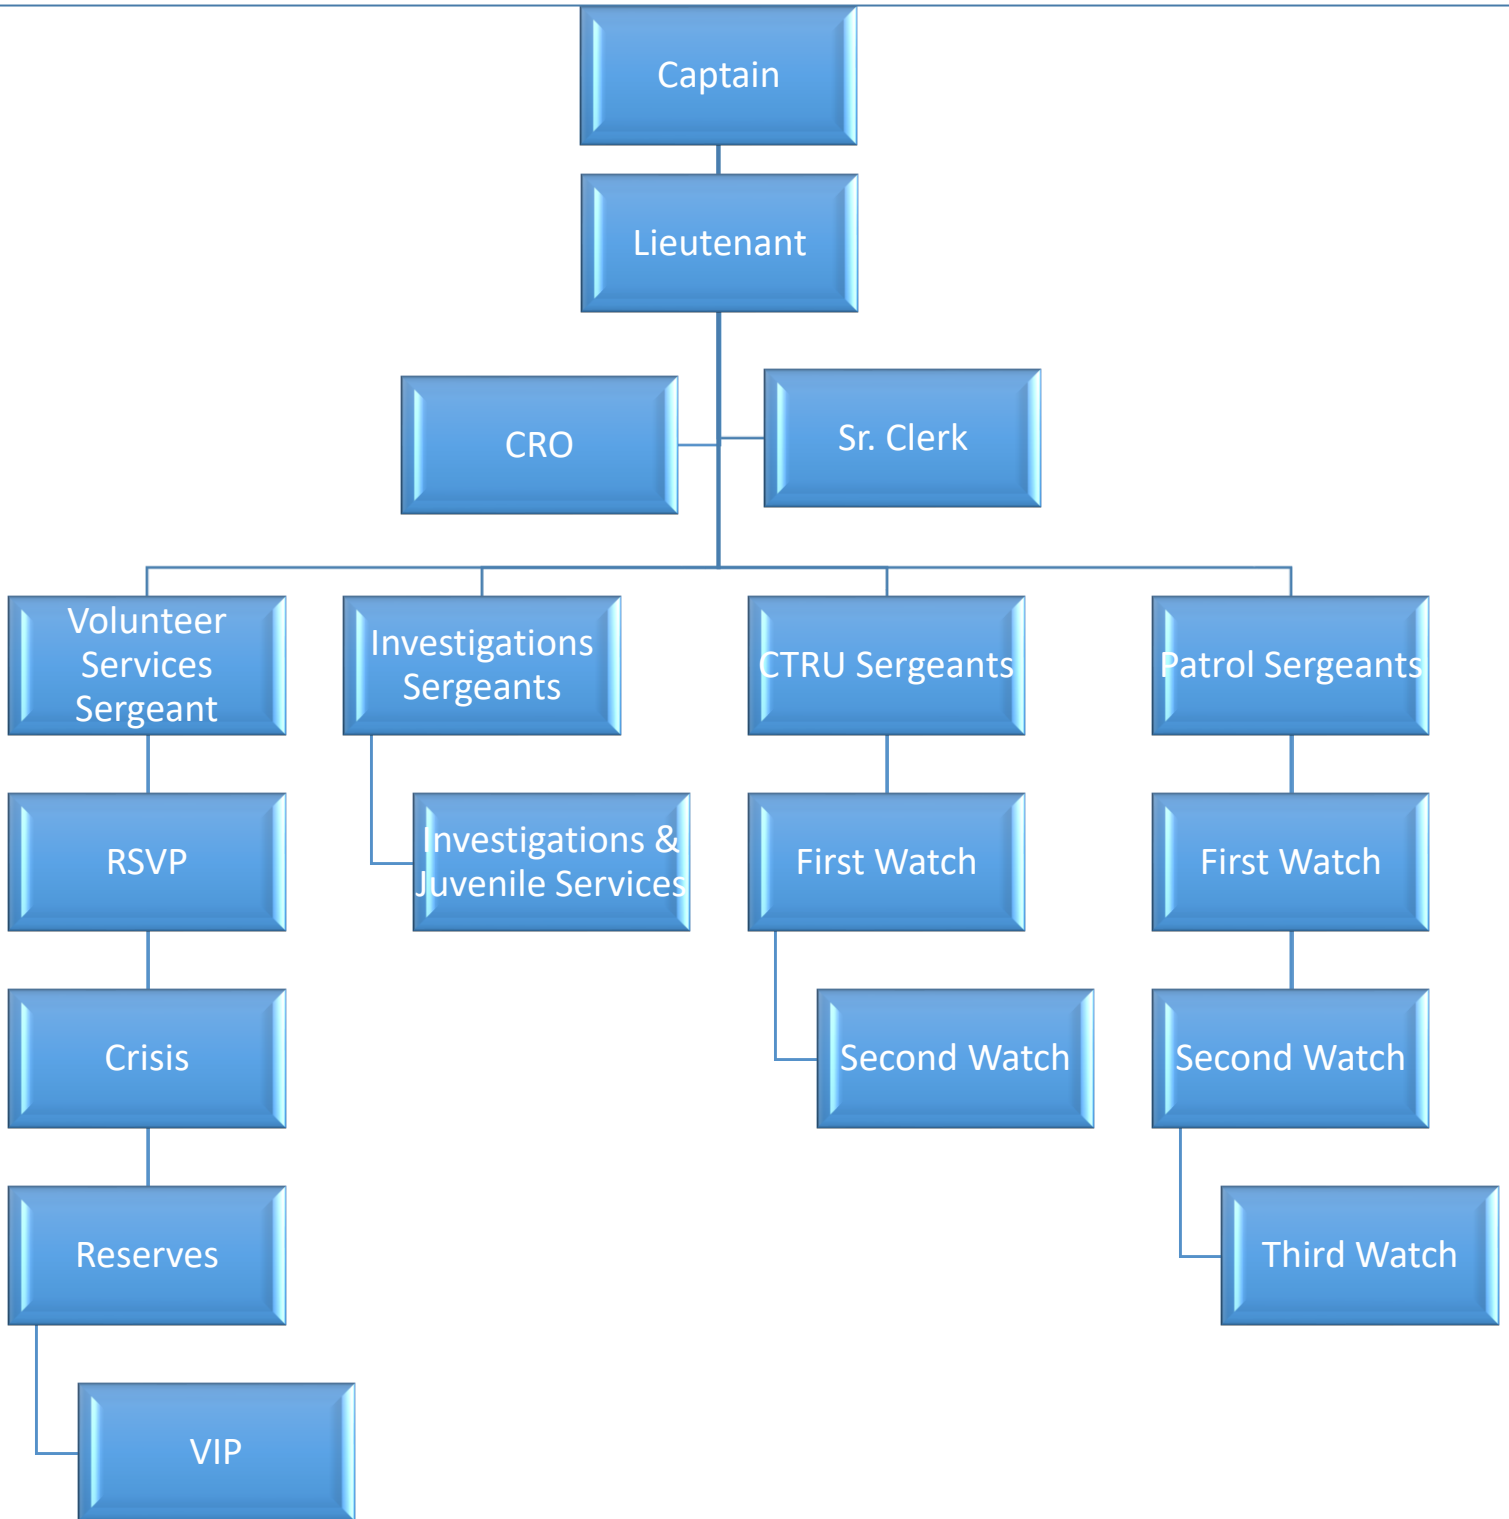 Captain
Lieutenant
CRO
Sr. Clerk
Volunteer
Services
Sergeant
Investigations
Sergeants
CTRU Sergeants
Patrol Sergeants
RSVP
Investigations &
Juvenile Services
First Watch
First Watch
Crisis
Second Watch
Second Watch
Reserves
Third Watch
VIP